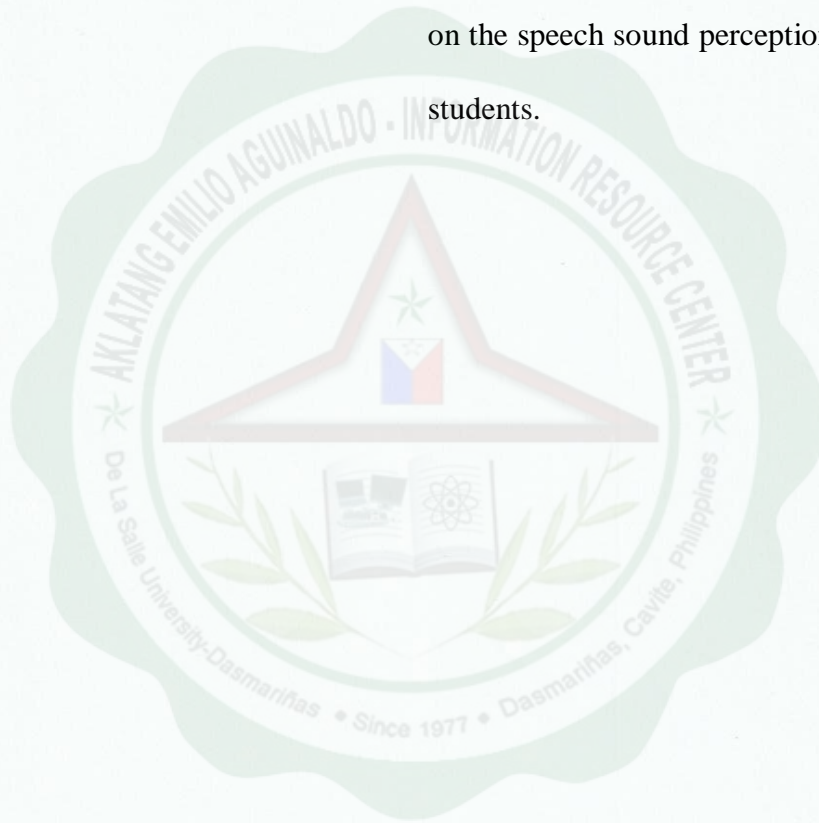 on the speech sound perception
students.
AKLATANG EMILIO AGUINALDO - INFORMATION RESOURCE CENTER
De La Salle University-Dasmariñas • Since 1977 • Dasmariñas, Cavite, Philippines